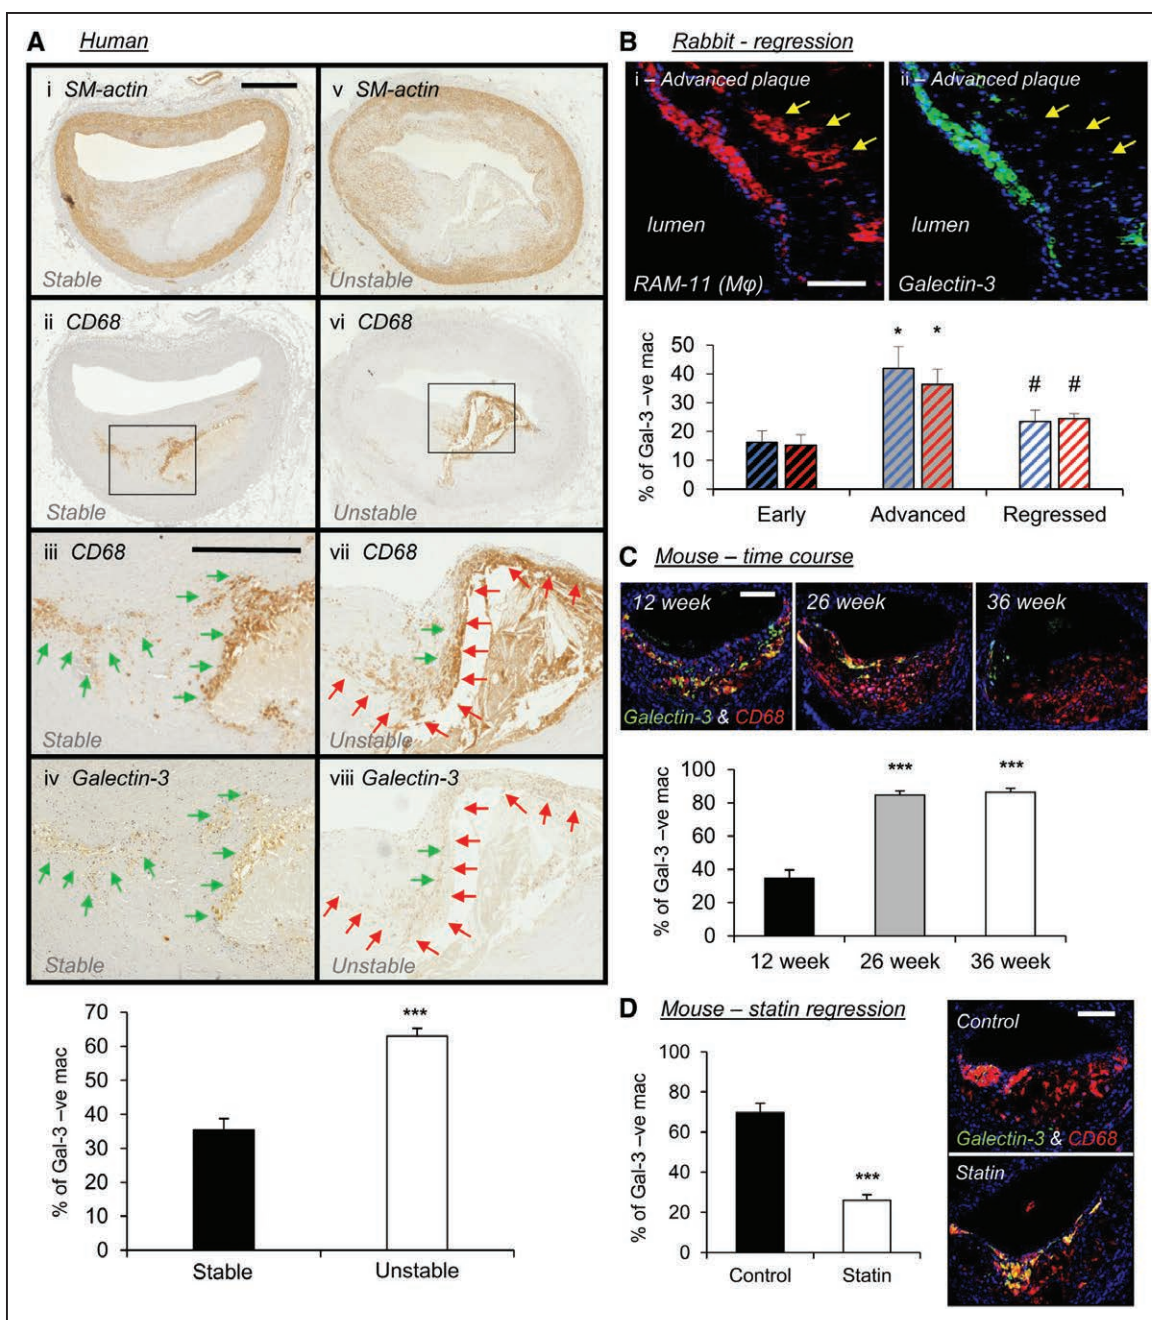 A Human
i SM-actin
Stable
v SM-actin
Unstable
ii CD68
Stable
vi CD68
Unstable
iii CD68
Stable
vii CD68
Unstable
iv Galectin-3
Stable
viii Galectin-3
Unstable
% of Gal-3 –ve mac
70
60
50
40
30
20
10
0
***
Stable
Unstable
B Rabbit - regression
i – Advanced plaque
lumen
RAM-11 (Mφ)
ii – Advanced plaque
lumen
Galectin-3
% of Gal-3 –ve mac
50
40
30
20
10
0
* *
# #
Early
Advanced
Regressed
C Mouse – time course
12 week
Galectin-3 & CD68
26 week
36 week
% of Gal-3 –ve mac
100
80
60
40
20
0
***
***
12 week
26 week
36 week
D Mouse – statin regression
% of Gal-3 –ve mac
100
80
60
40
20
0
***
Control
Statin
Control
Galectin-3 & CD68
Statin